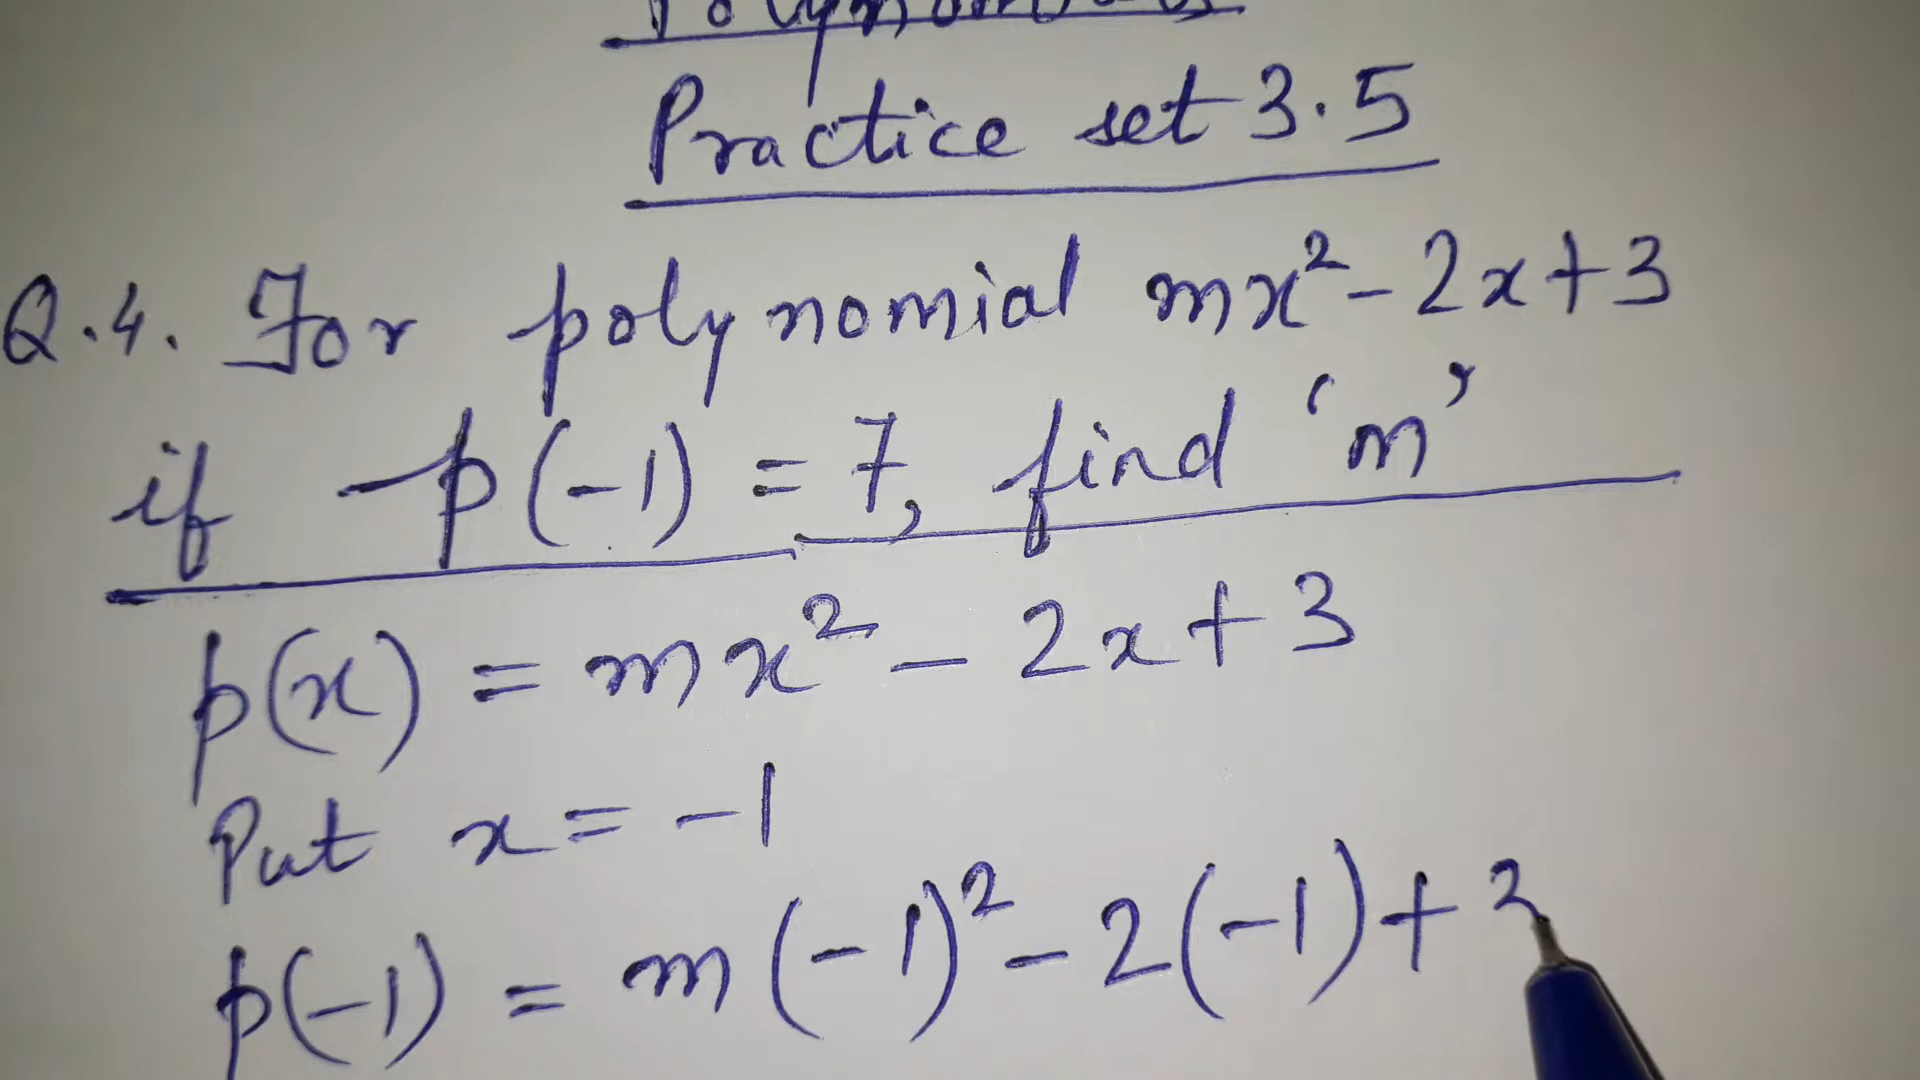 Polynomials
Practice set 3.5
Q.4. For polynomial mx² - 2x + 3
if p(-1) = 7, find 'm'
p(x) = mx² - 2x + 3
Put x = -1
p(-1) = m(-1)² - 2(-1) + 3